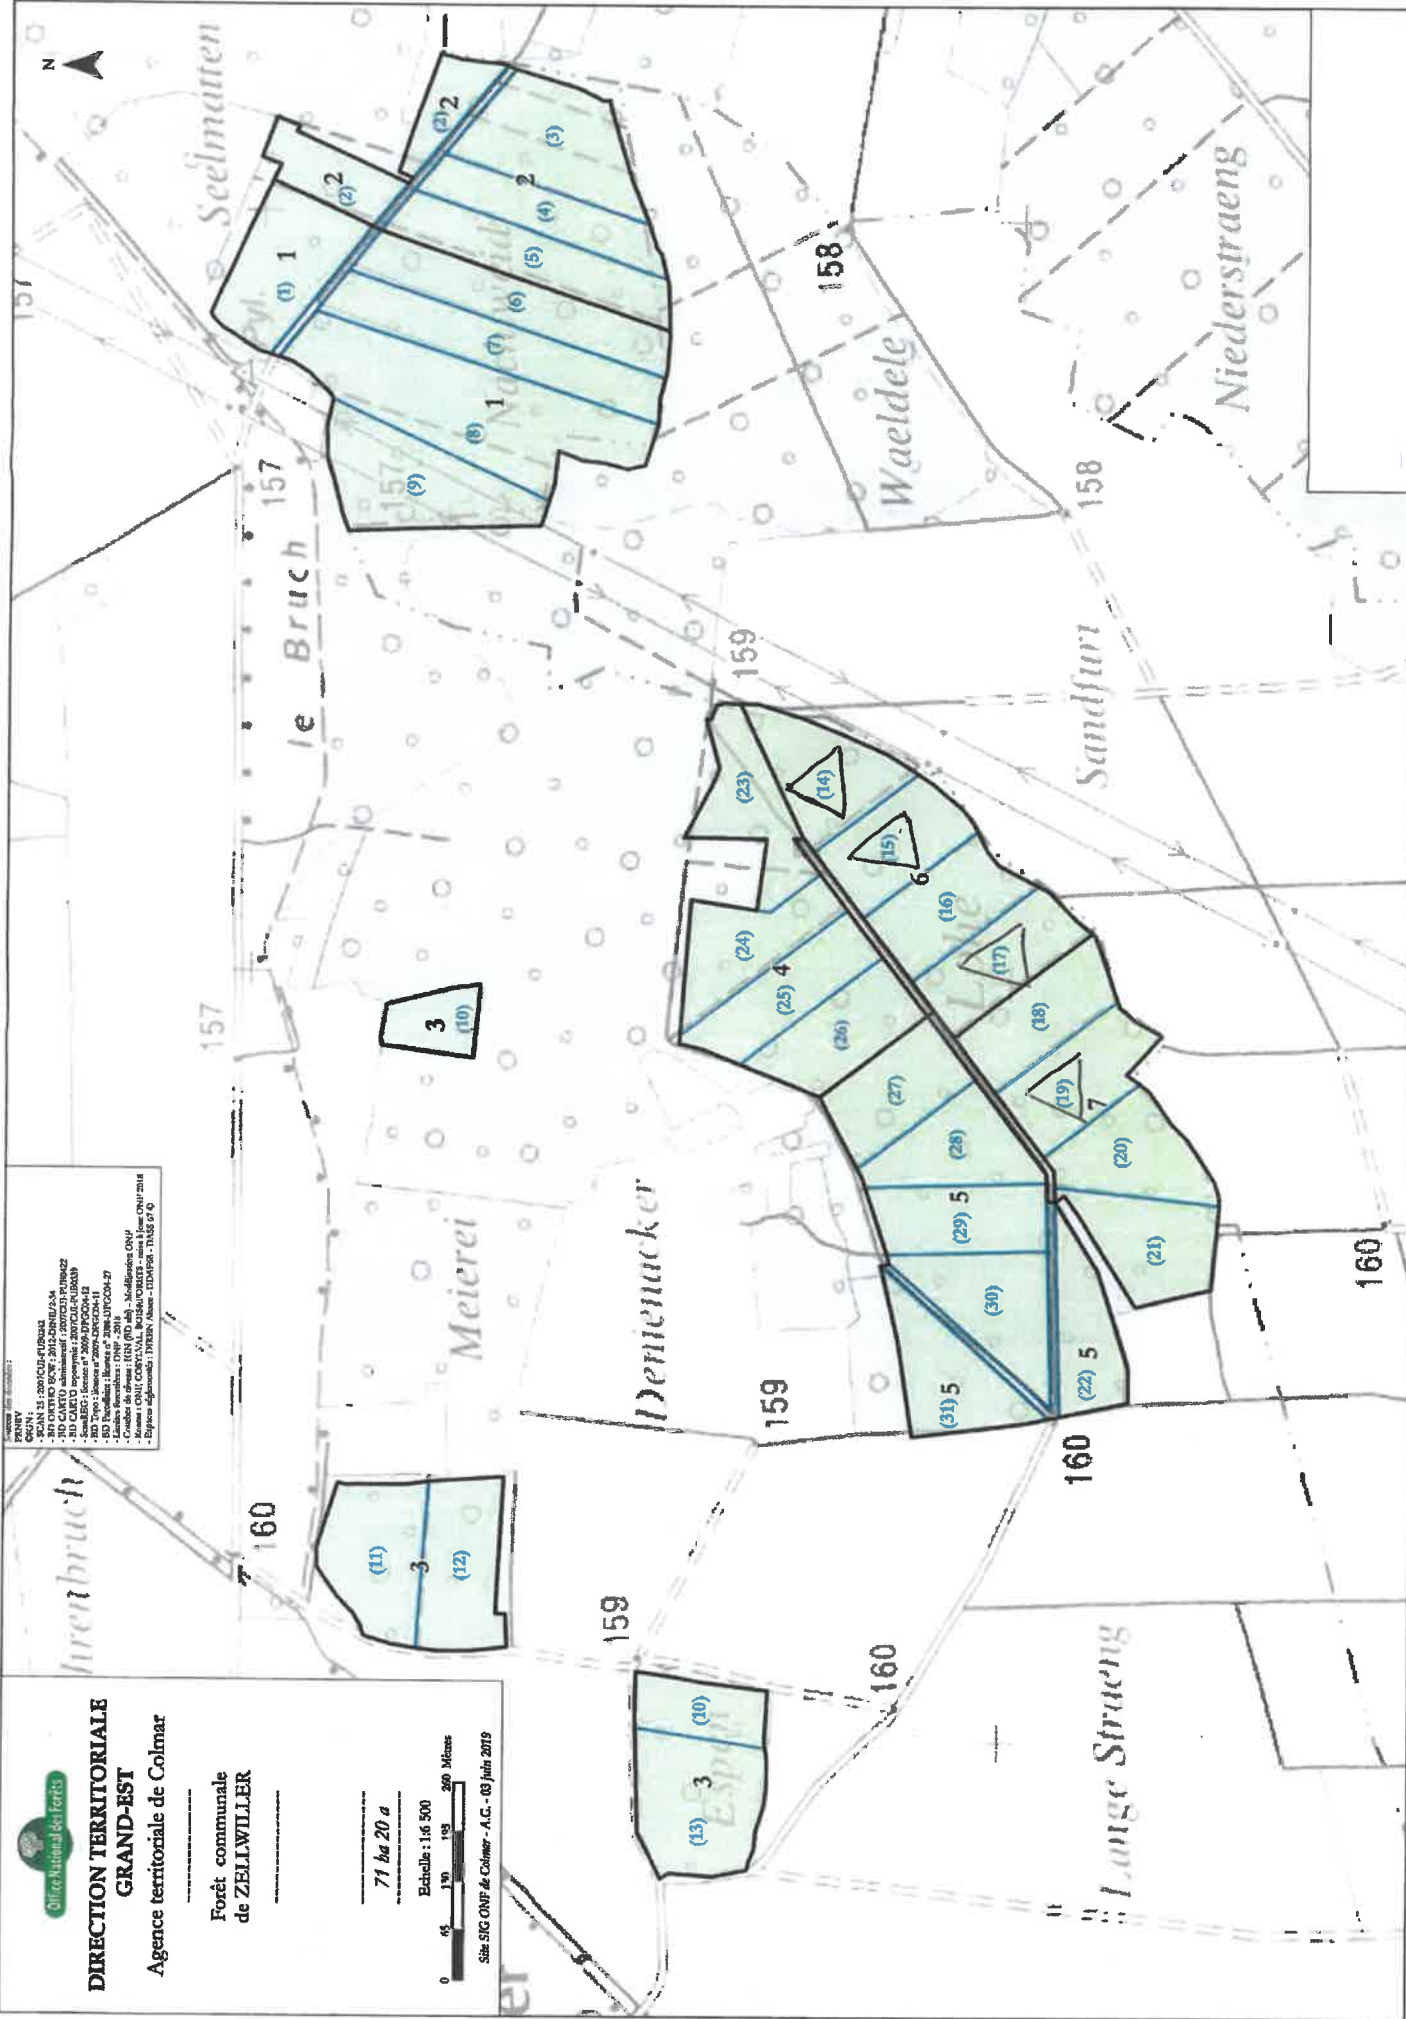 Office National des Forêts
DIRECTION TERRITORIALE
GRAND-EST
Agence territoriale de Colmar
Forêt communale
de ZELLWILLER
71 ha 20 a
Echelle : 1:6 500
0 65 130 195 260 Mètres
Site SIG ONF de Colmar - A.C. - 03 juin 2019
N
Seelmatten
Pyl.
157
157
157
157
le Bruch
(1) 1
(2) 2
(2) 2
(3)
2
(4)
(5)
(6)
(7)
1
(8)
(9)
158
158
Waeldele
Niederstraeng
159
Sandfurt
3
(10)
(23)
(14)
(15)
6
(16)
(17)
(24)
4
(25)
(26)
(18)
(19)
7
(20)
(21)
(27)
(28)
(29) 5
(30)
(31) 5
(22) 5
Meierei
159
160
160
160
(11)
3
(12)
159
160
(10)
3
(13)
Lange Straeng